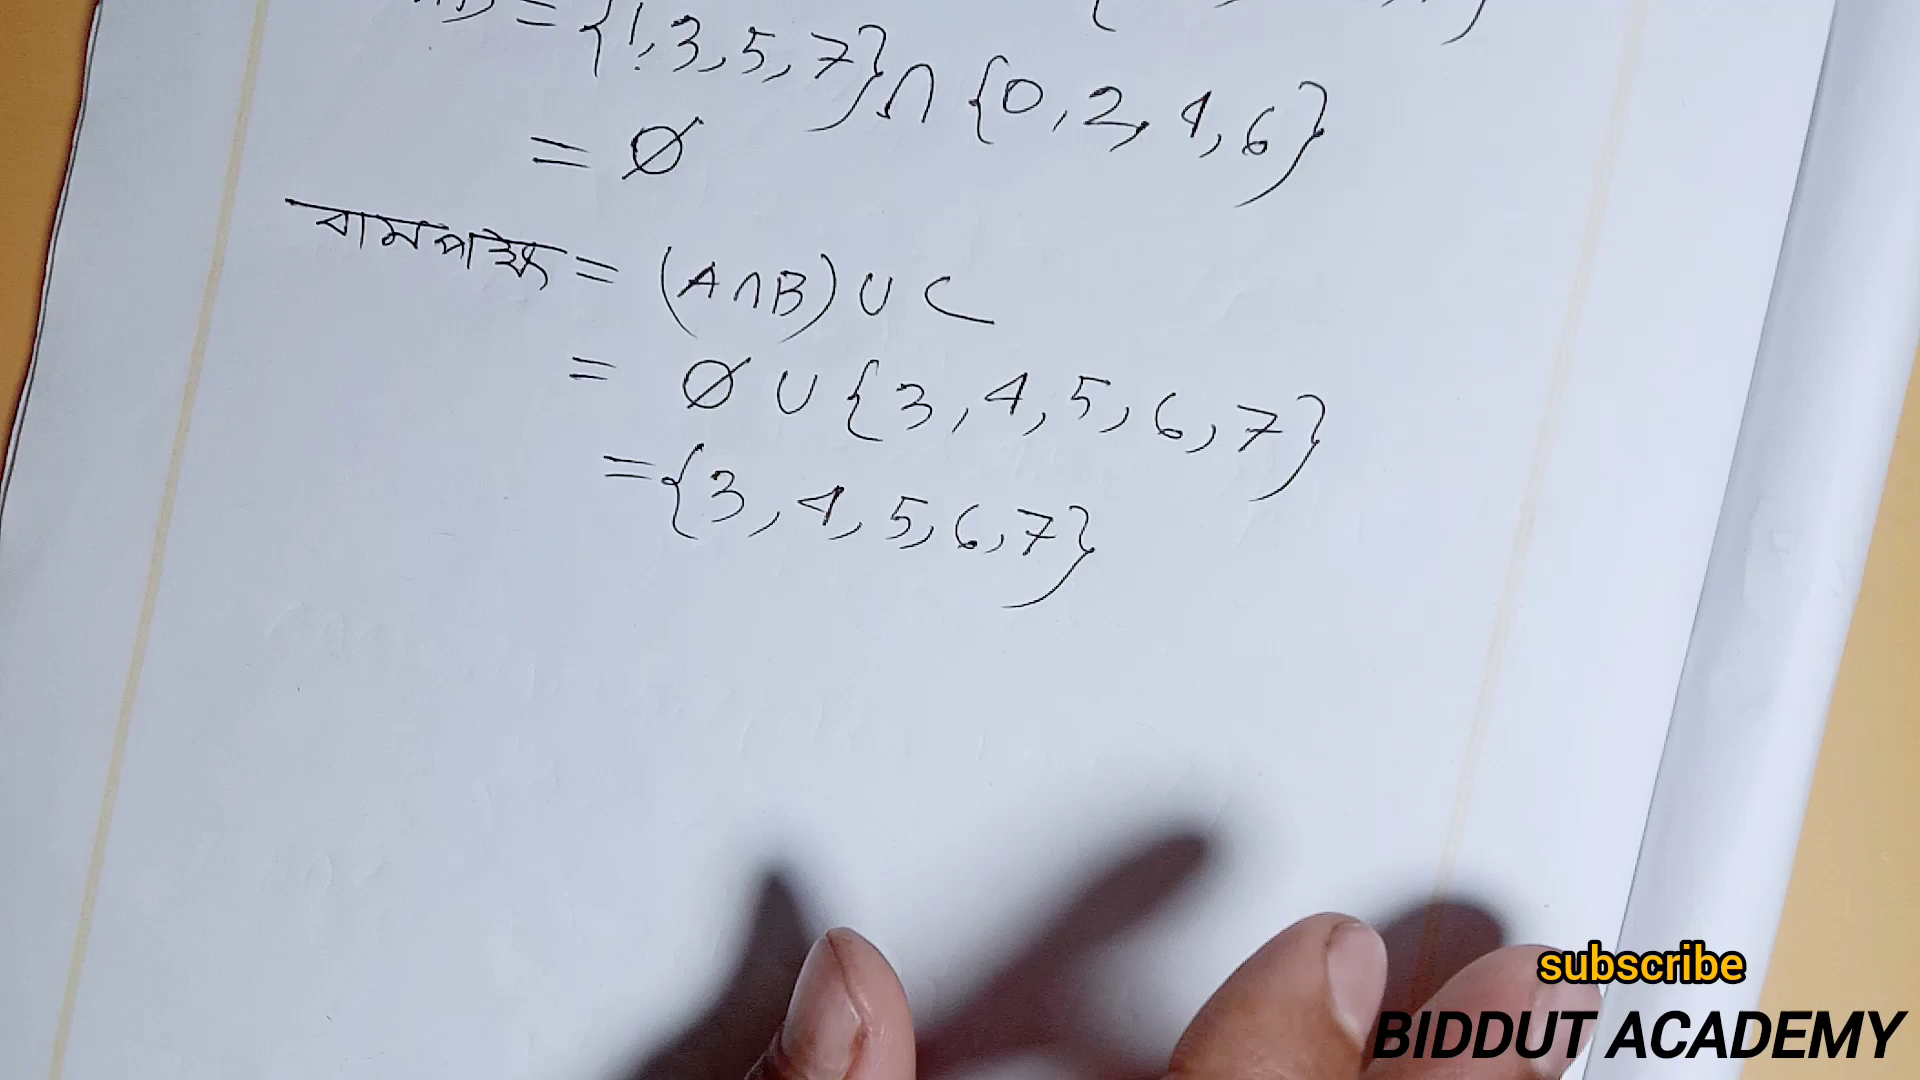 B = {1, 3, 5, 7} ∩ {0, 2, 4, 6}
= ∅
বামপক্ষ = (A∩B) ∪ C
= ∅ ∪ {3, 4, 5, 6, 7}
= {3, 4, 5, 6, 7}
subscribe
BIDDUT ACADEMY